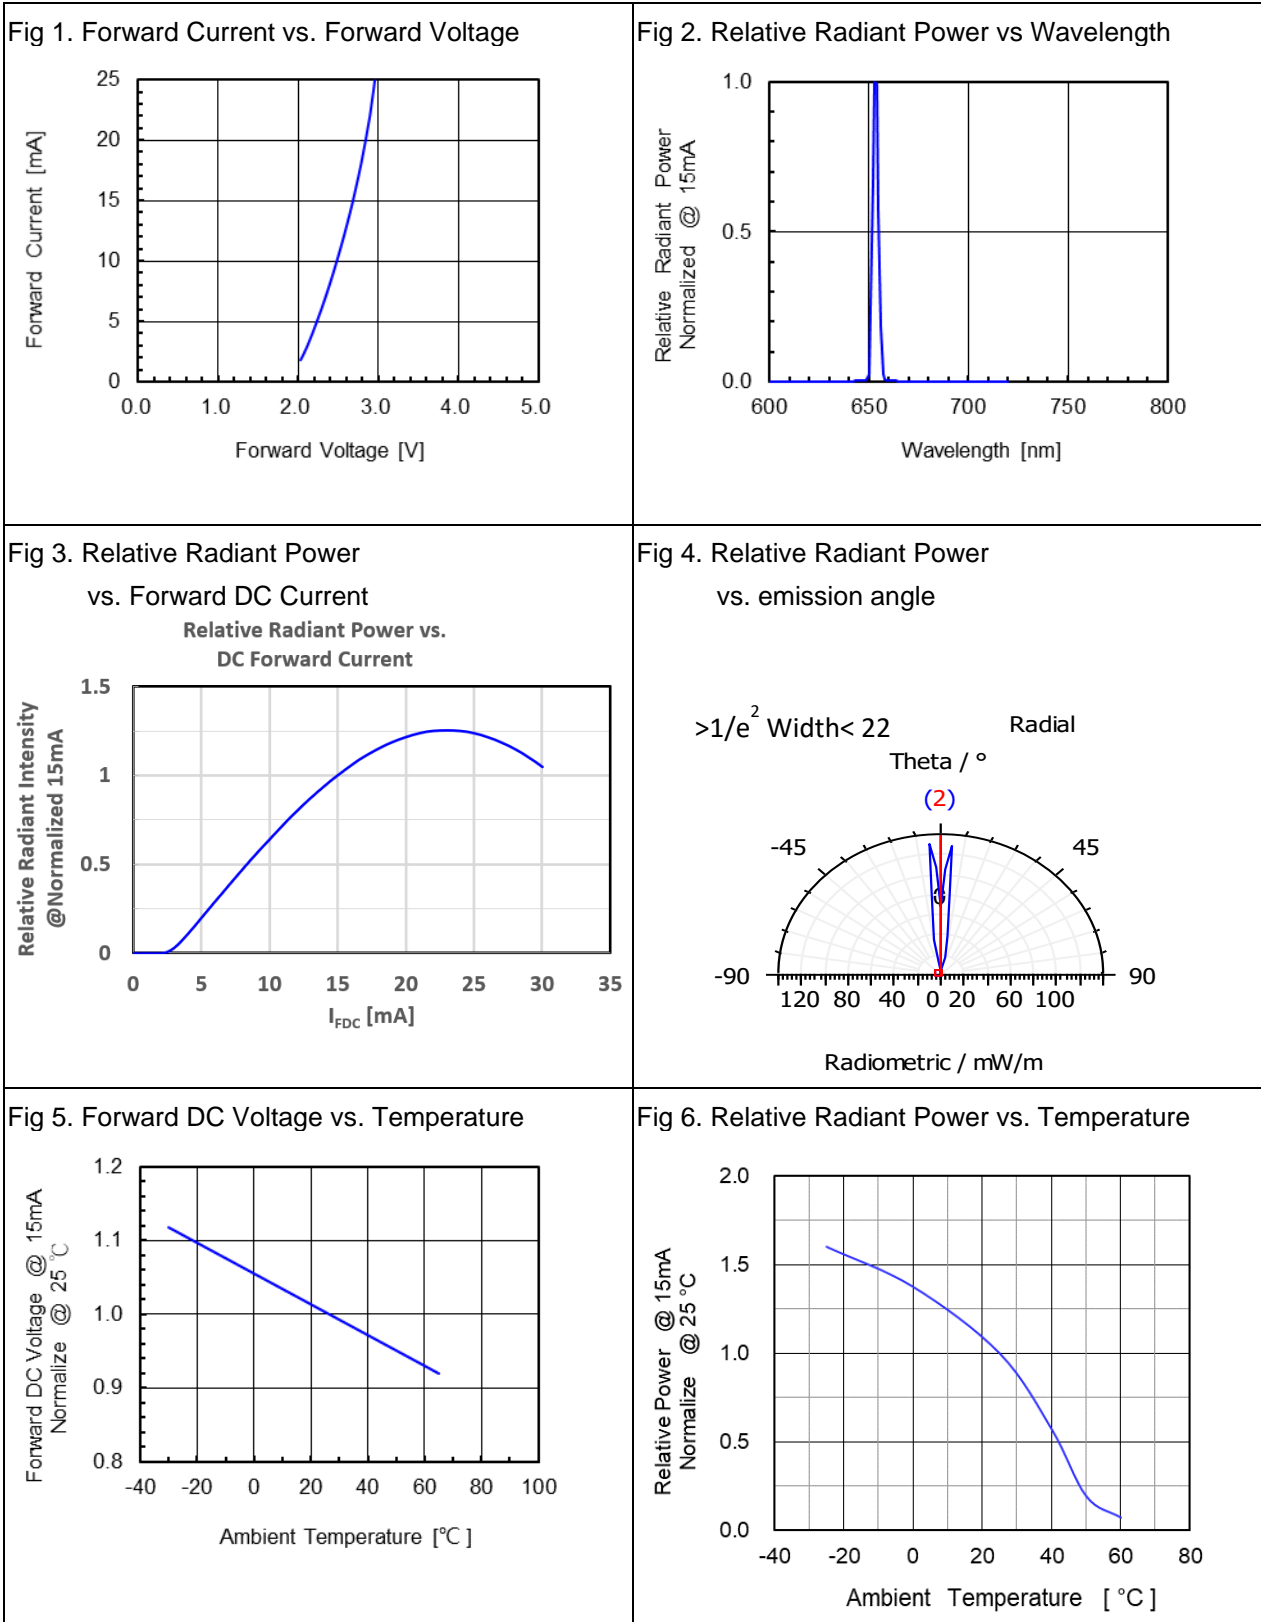 Fig 1. Forward Current vs. Forward Voltage
Forward Current [mA]
25
20
15
10
5
0
0.0 1.0 2.0 3.0 4.0 5.0
Forward Voltage [V]
Fig 2. Relative Radiant Power vs Wavelength
Relative Radiant Power
Normalized @ 15mA
1.0
0.5
0.0
600 650 700 750 800
Wavelength [nm]
Fig 3. Relative Radiant Power
vs. Forward DC Current
Relative Radiant Power vs.
DC Forward Current
Relative Radiant Intensity
@Normalized 15mA
1.5
1
0.5
0
0 5 10 15 20 25 30 35
IFDC [mA]
Fig 4. Relative Radiant Power
vs. emission angle
>1/e2 Width< 22 Radial
Theta / °
(2)
-45 45
-90 90
120 80 40 0 20 60 100
Radiometric / mW/m
Fig 5. Forward DC Voltage vs. Temperature
Forward DC Voltage @ 15mA
Normalize @ 25 °C
1.2
1.1
1.0
0.9
0.8
-40 -20 0 20 40 60 80 100
Ambient Temperature [℃ ]
Fig 6. Relative Radiant Power vs. Temperature
Relative Power @ 15mA
Normalize @ 25 °C
2.0
1.5
1.0
0.5
0.0
-40 -20 0 20 40 60 80
Ambient Temperature [ °C ]